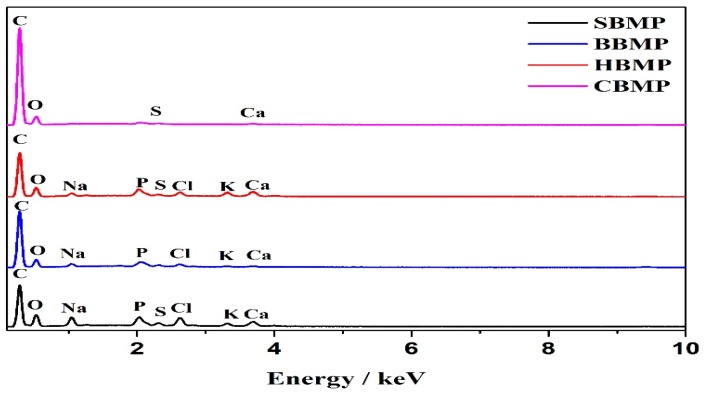 C
SBMP
BBMP
HBMP
CBMP
O S Ca
C
O Na P S Cl K Ca
C
O Na P Cl K Ca
C
O Na P S Cl K Ca
2 4 6 8 10
Energy / keV